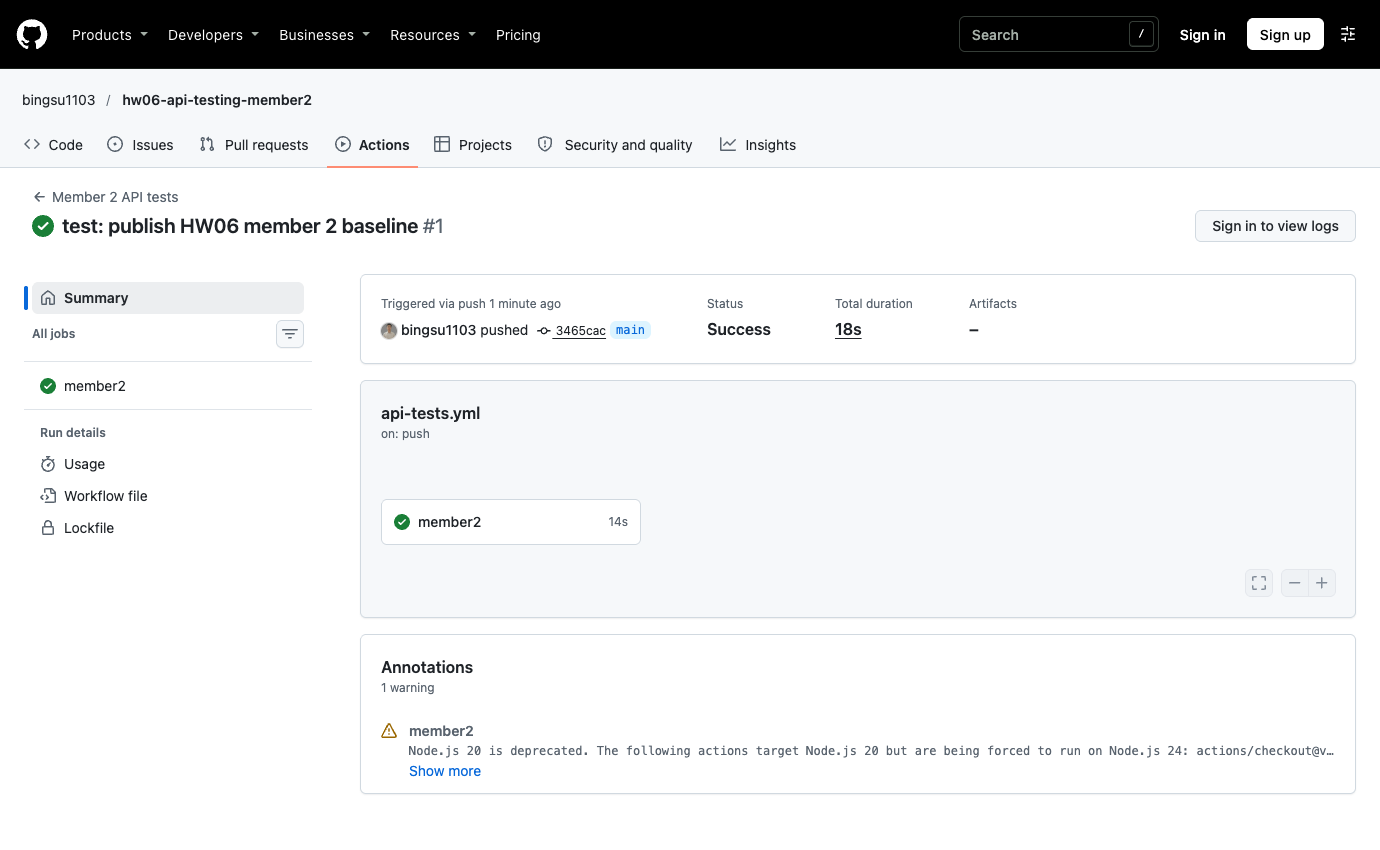 Products Developers Businesses Resources Pricing Search / Sign in Sign up
bingsu1103 / hw06-api-testing-member2
Code Issues Pull requests Actions Projects Security and quality Insights
← Member 2 API tests
test: publish HW06 member 2 baseline #1
Sign in to view logs
Summary
All jobs
member2
Run details
Usage
Workflow file
Lockfile
Triggered via push 1 minute ago
bingsu1103 pushed 3465cac main
Status
Success
Total duration
18s
Artifacts
–
api-tests.yml
on: push
member2 14s
Annotations
1 warning
member2
Node.js 20 is deprecated. The following actions target Node.js 20 but are being forced to run on Node.js 24: actions/checkout@v…
Show more